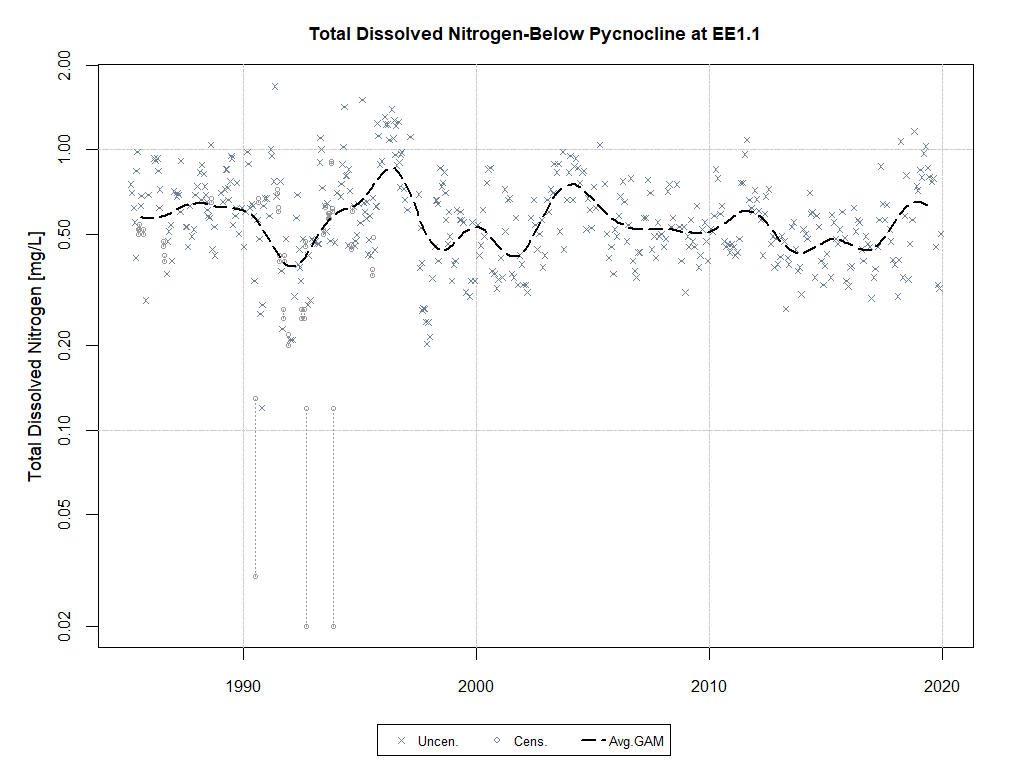 Total Dissolved Nitrogen-Below Pycnocline at EE1.1
Total Dissolved Nitrogen [mg/L]
2.00
1.00
0.50
0.20
0.10
0.05
0.02
1990 2000 2010 2020
Uncen. Cens. Avg.GAM